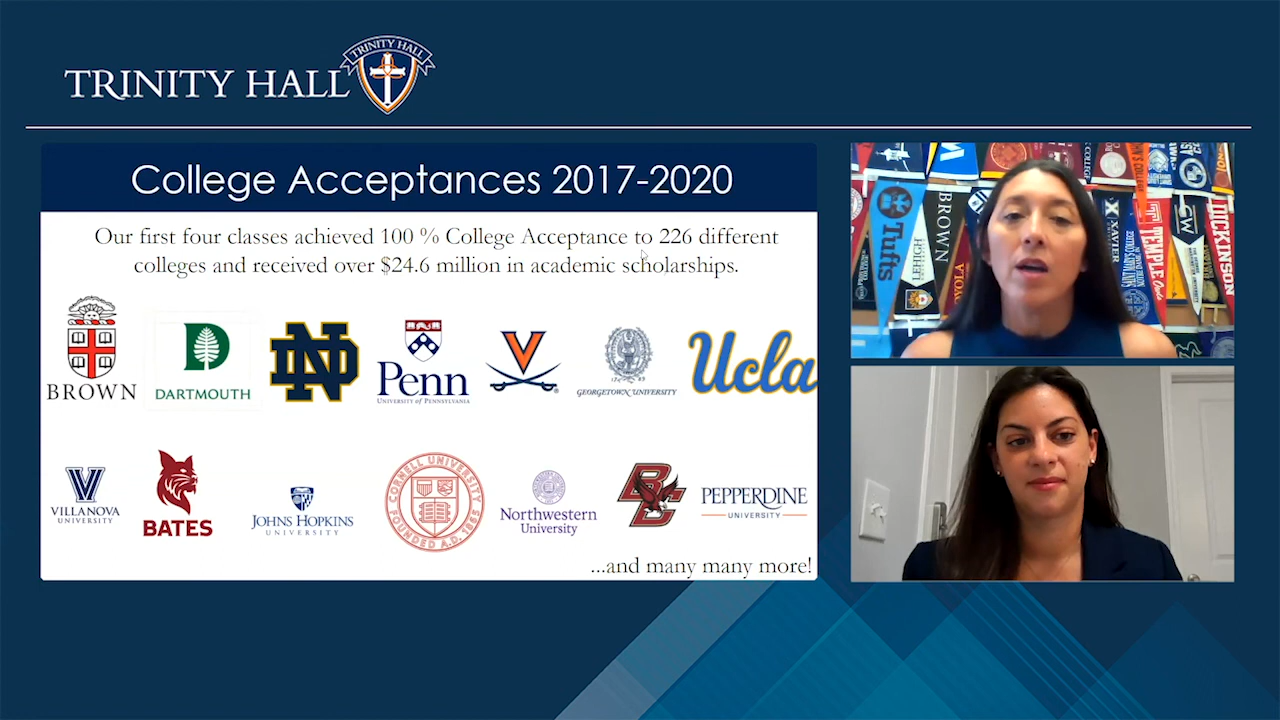 TRINITY HALL
TRINITY HALL
College Acceptances 2017-2020
Our first four classes achieved 100 % College Acceptance to 226 different
colleges and received over $24.6 million in academic scholarships.
BROWN
DARTMOUTH
ND
Penn
UNIVERSITY of PENNSYLVANIA
V
GEORGETOWN UNIVERSITY
Ucla
VILLANOVA
UNIVERSITY
BATES
JOHNS HOPKINS
UNIVERSITY
CORNELL UNIVERSITY
FOUNDED A.D. 1865
Northwestern
University
BC
PEPPERDINE
UNIVERSITY
...and many many more!
Tufts
LEHIGH
BROWN
LOYOLA
XAVIER
TEMPLE
Owls
DICKINSON